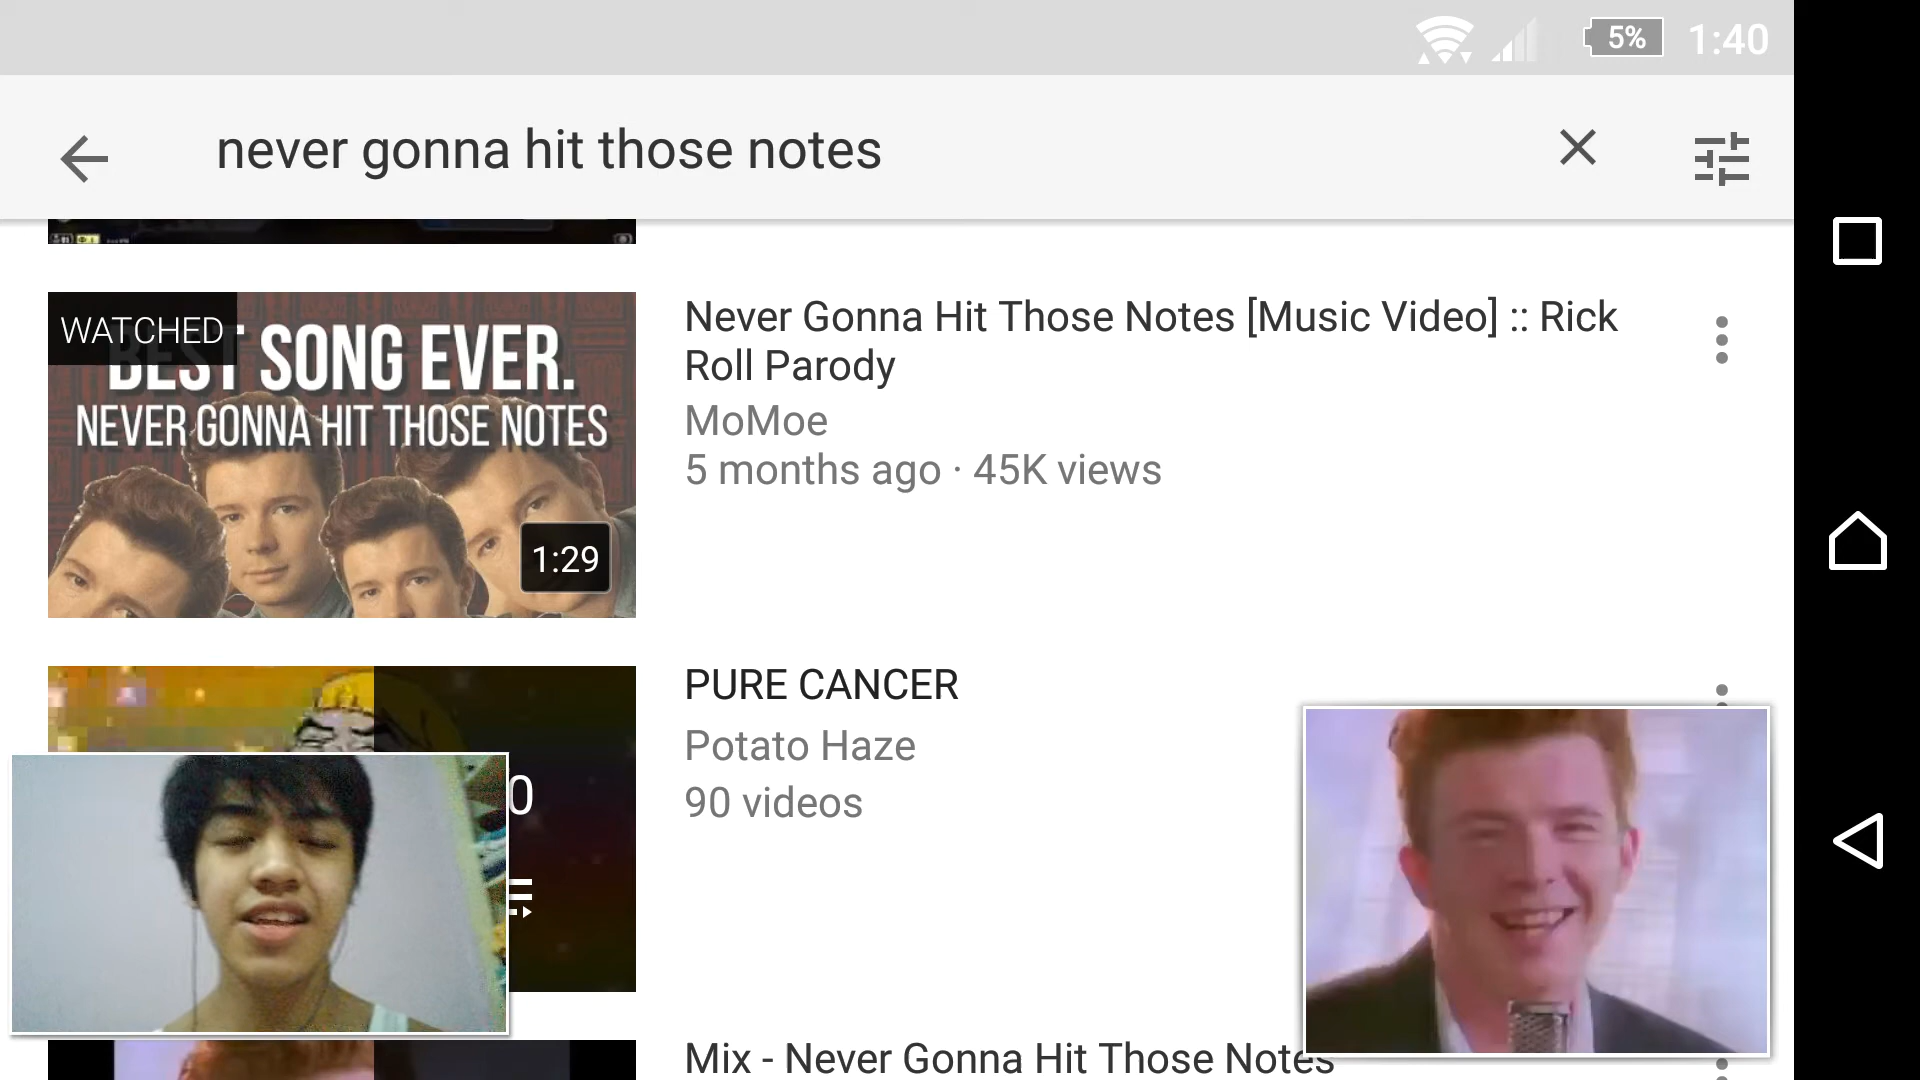 5%
1:40
never gonna hit those notes
WATCHED
BEST SONG EVER.
NEVER GONNA HIT THOSE NOTES
1:29
Never Gonna Hit Those Notes [Music Video] :: Rick
Roll Parody
MoMoe
5 months ago · 45K views
PURE CANCER
Potato Haze
90 videos
0
Mix - Never Gonna Hit Those Notes